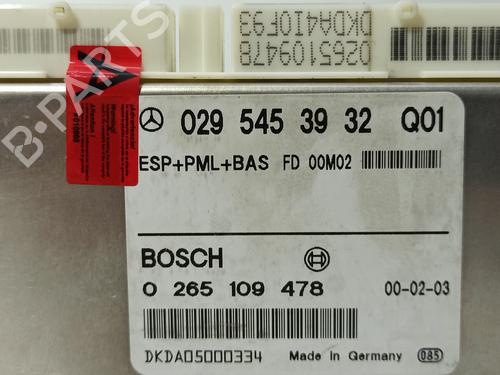 DKDA4I0F93
0265109478
029 545 39 32 Q01
ESP+PML+BAS FD 00M02
BOSCH
0 265 109 478 00-02-03
DKDA05000334 Made in Germany 085
B-PARTS